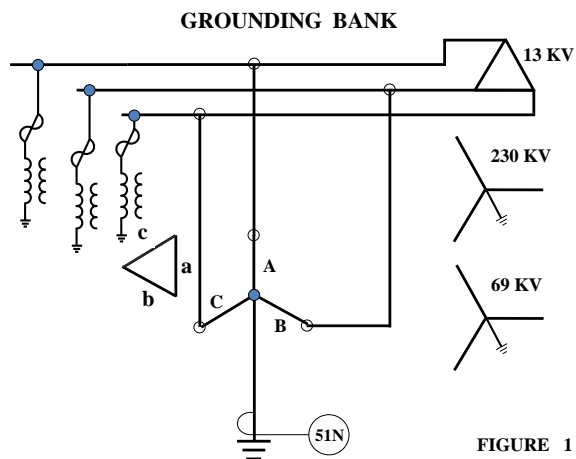 GROUNDING BANK
13 KV
230 KV
c
a
A
b
C
B
69 KV
51N
FIGURE 1